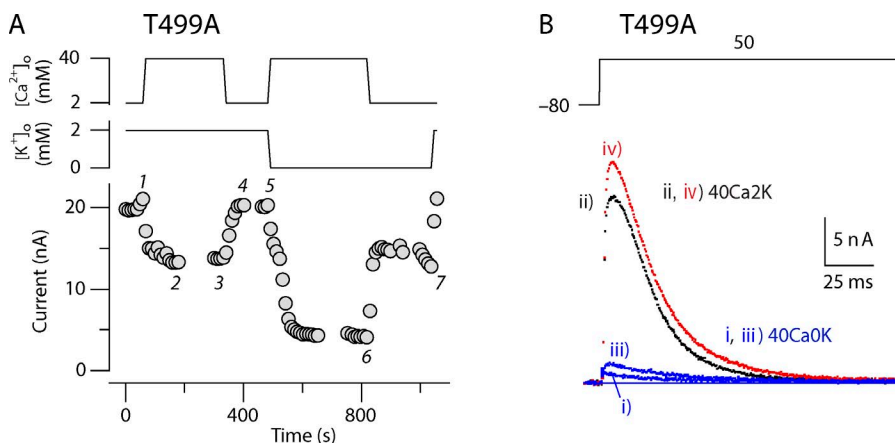 A T499A
[Ca2+]o (mM)
40
2
[K+]o (mM)
2
0
1
2
3
4
5
6
7
Current (nA)
20
10
0
0
400
800
Time (s)
B T499A
50
–80
iv)
ii)
ii, iv) 40Ca2K
5 nA
25 ms
i, iii) 40Ca0K
iii)
i)